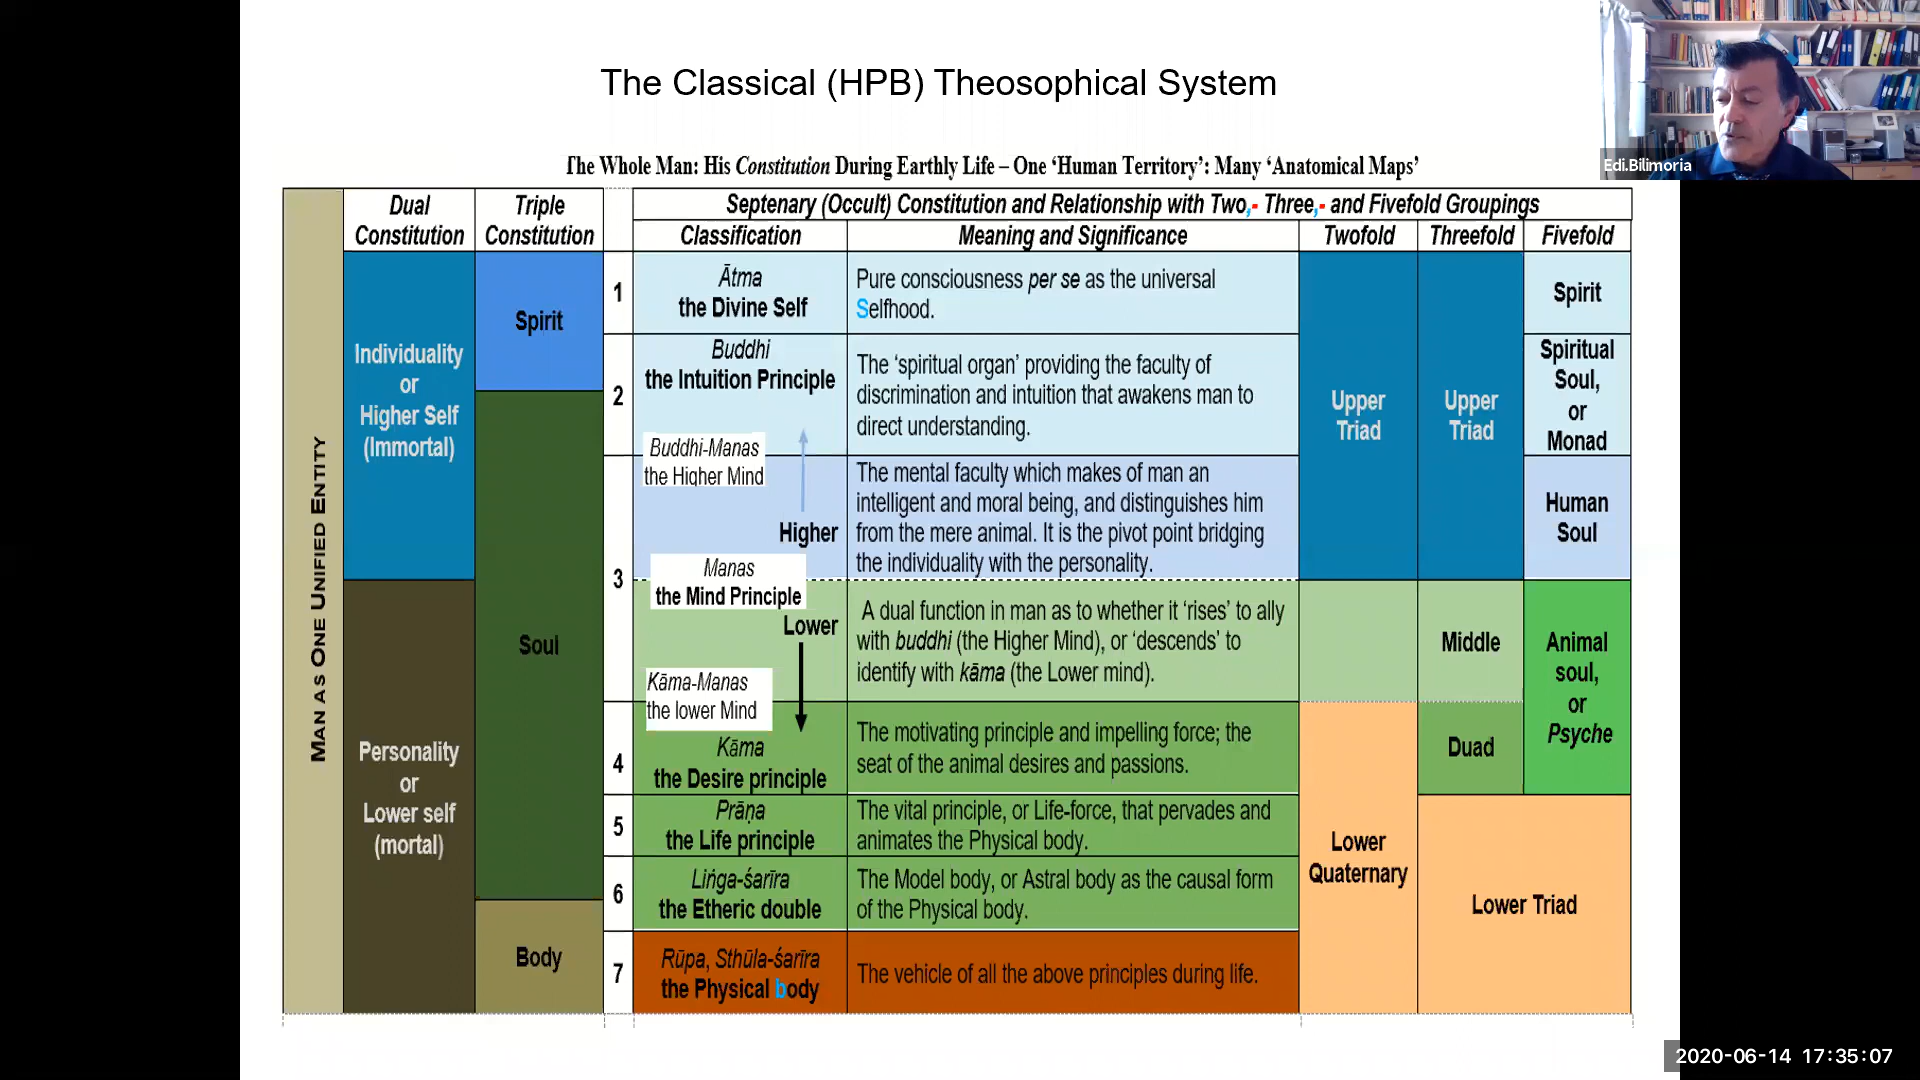 The Classical (HPB) Theosophical System
Edi.Bilimoria
The Whole Man: His Constitution During Earthly Life – One ‘Human Territory’: Many ‘Anatomical Maps’
MAN AS ONE UNIFIED ENTITY
Dual
Constitution
Triple
Constitution
Septenary (Occult) Constitution and Relationship with Two,- Three,- and Fivefold Groupings
Classification
Meaning and Significance
Twofold
Threefold
Fivefold
Individuality
or
Higher Self
(Immortal)
Personality
or
Lower self
(mortal)
Spirit
Soul
Body
1
Ātma
the Divine Self
Pure consciousness per se as the universal
Selfhood.
2
Buddhi
the Intuition Principle
The ‘spiritual organ’ providing the faculty of
discrimination and intuition that awakens man to
direct understanding.
Buddhi-Manas
the Higher Mind
Higher
The mental faculty which makes of man an
intelligent and moral being, and distinguishes him
from the mere animal. It is the pivot point bridging
the individuality with the personality.
3
Manas
the Mind Principle
Lower
A dual function in man as to whether it ‘rises’ to ally
with buddhi (the Higher Mind), or ‘descends’ to
identify with kāma (the Lower mind).
Kāma-Manas
the lower Mind
4
Kāma
the Desire principle
The motivating principle and impelling force; the
seat of the animal desires and passions.
5
Prāṇa
the Life principle
The vital principle, or Life-force, that pervades and
animates the Physical body.
6
Liṅga-śarīra
the Etheric double
The Model body, or Astral body as the causal form
of the Physical body.
7
Rūpa, Sthūla-śarīra
the Physical body
The vehicle of all the above principles during life.
Upper
Triad
Lower
Quaternary
Upper
Triad
Middle
Duad
Lower Triad
Spirit
Spiritual
Soul,
or
Monad
Human
Soul
Animal
soul,
or
Psyche
2020-06-14 17:35:07